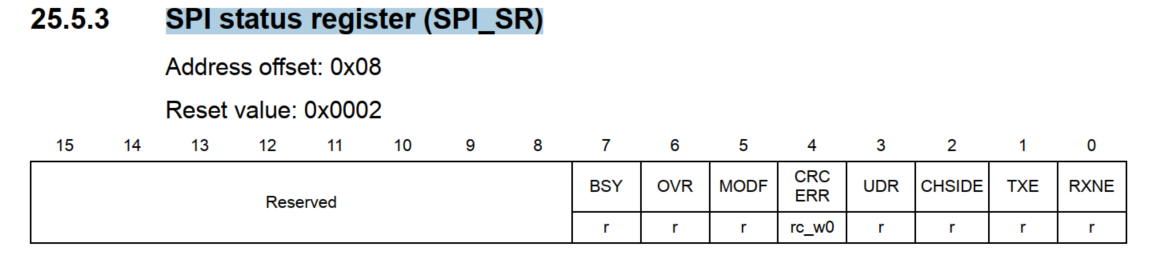 25.5.3 SPI status register (SPI_SR)
Address offset: 0x08
Reset value: 0x0002
15 14 13 12 11 10 9 8 7 6 5 4 3 2 1 0
Reserved BSY OVR MODF CRC ERR UDR CHSIDE TXE RXNE
r r r rc_w0 r r r r